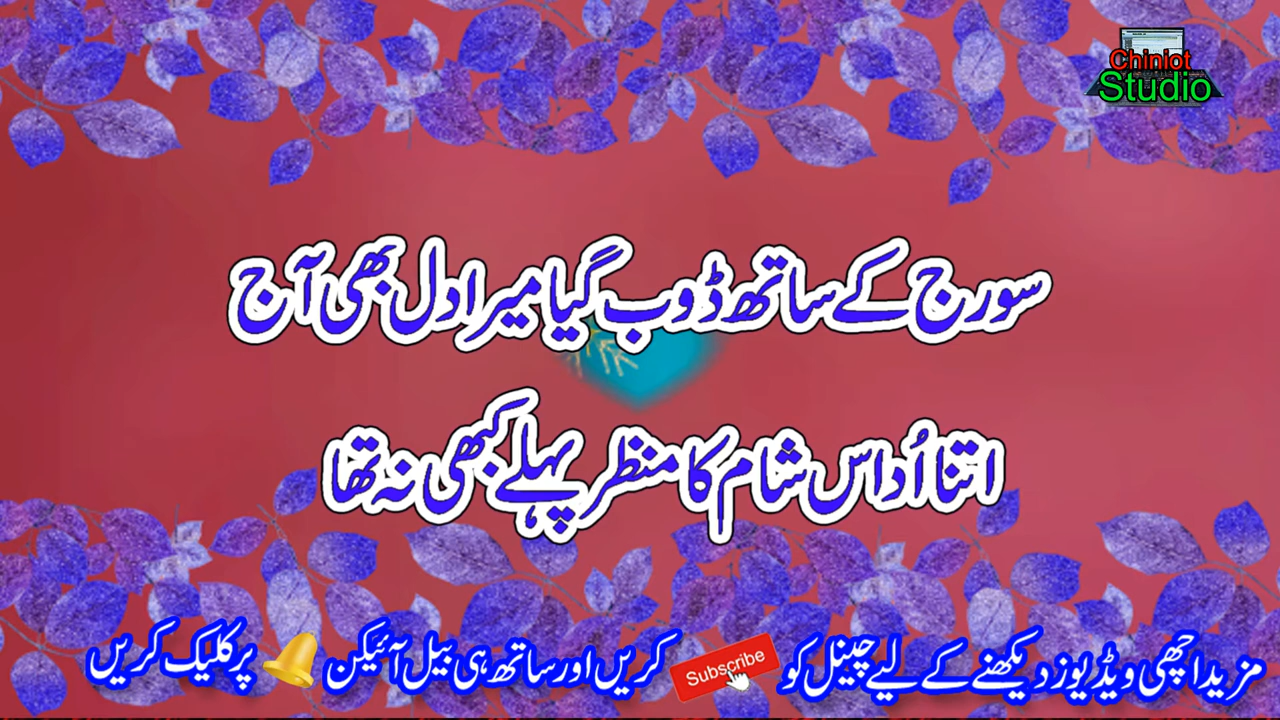 Chiniot
Studio
سورج کے ساتھ ڈوب گیا میرا دل بھی آج
اتنا اُداس شام کا منظر پہلے کبھی نہ تھا
مزید اچھی ویڈیوز دیکھنے کے لیے چینل کو Subscribe کریں اور ساتھ ہی بیل آئیکن پر کلیک کریں